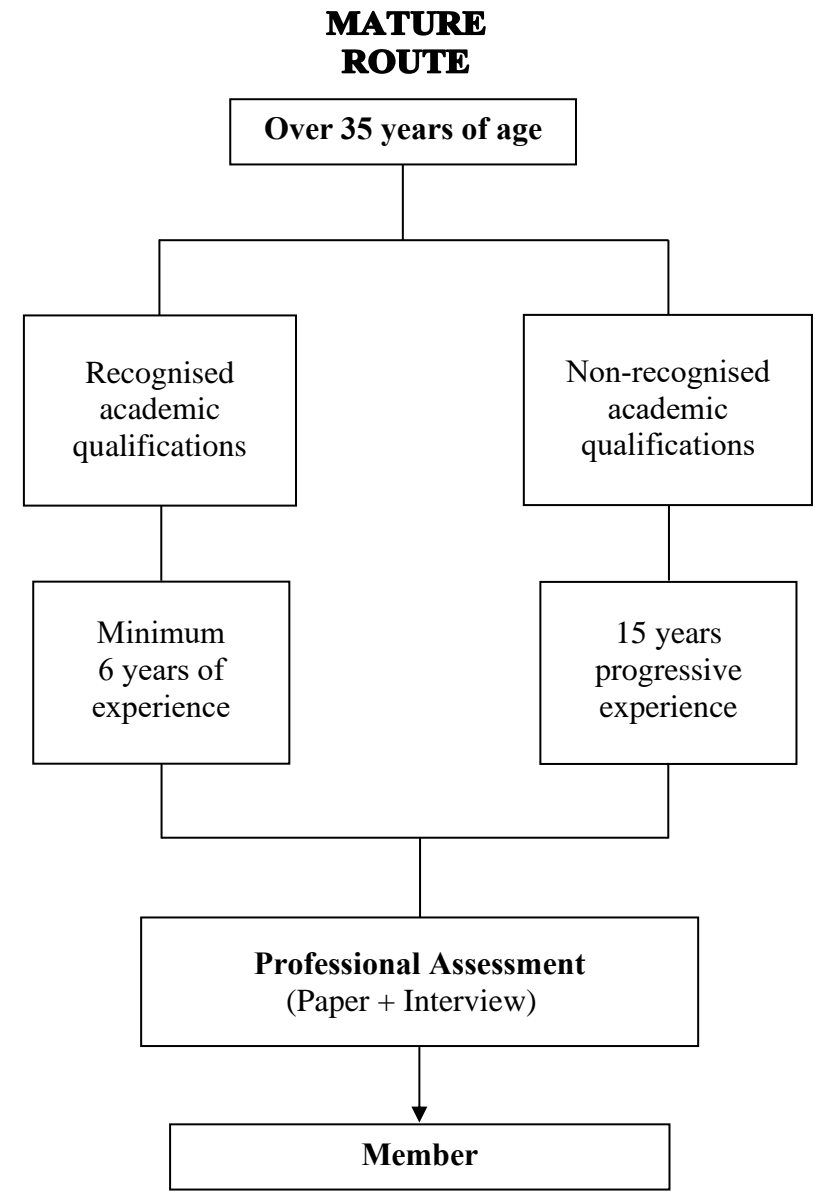 MATURE
ROUTE
Over 35 years of age
Recognised
academic
qualifications
Non-recognised
academic
qualifications
Minimum
6 years of
experience
15 years
progressive
experience
Professional Assessment
(Paper + Interview)
Member